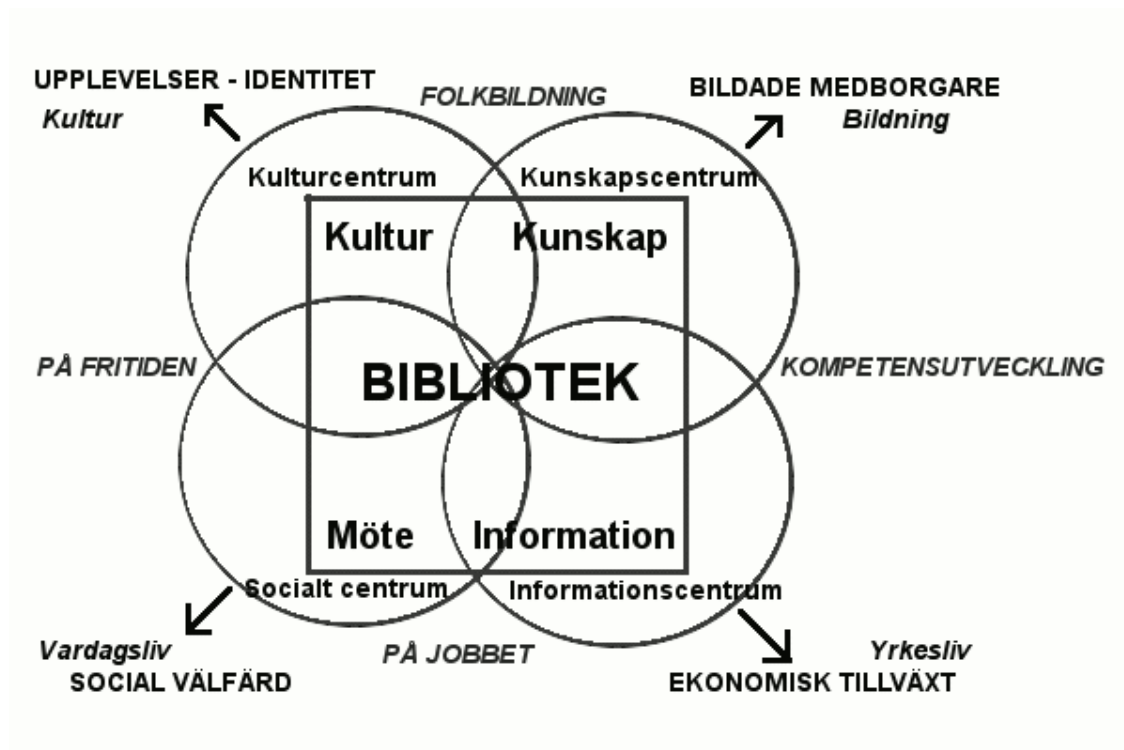 UPPLEVELSER - IDENTITET
Kultur
FOLKBILDNING
BILDADE MEDBORGARE
Bildning
Kulturcentrum
Kunskapscentrum
Kultur
Kunskap
PÅ FRITIDEN
BIBLIOTEK
KOMPETENSUTVECKLING
Möte
Information
Socialt centrum
Informationscentrum
Vardagsliv
SOCIAL VÄLFÄRD
PÅ JOBBET
Yrkesliv
EKONOMISK TILLVÄXT